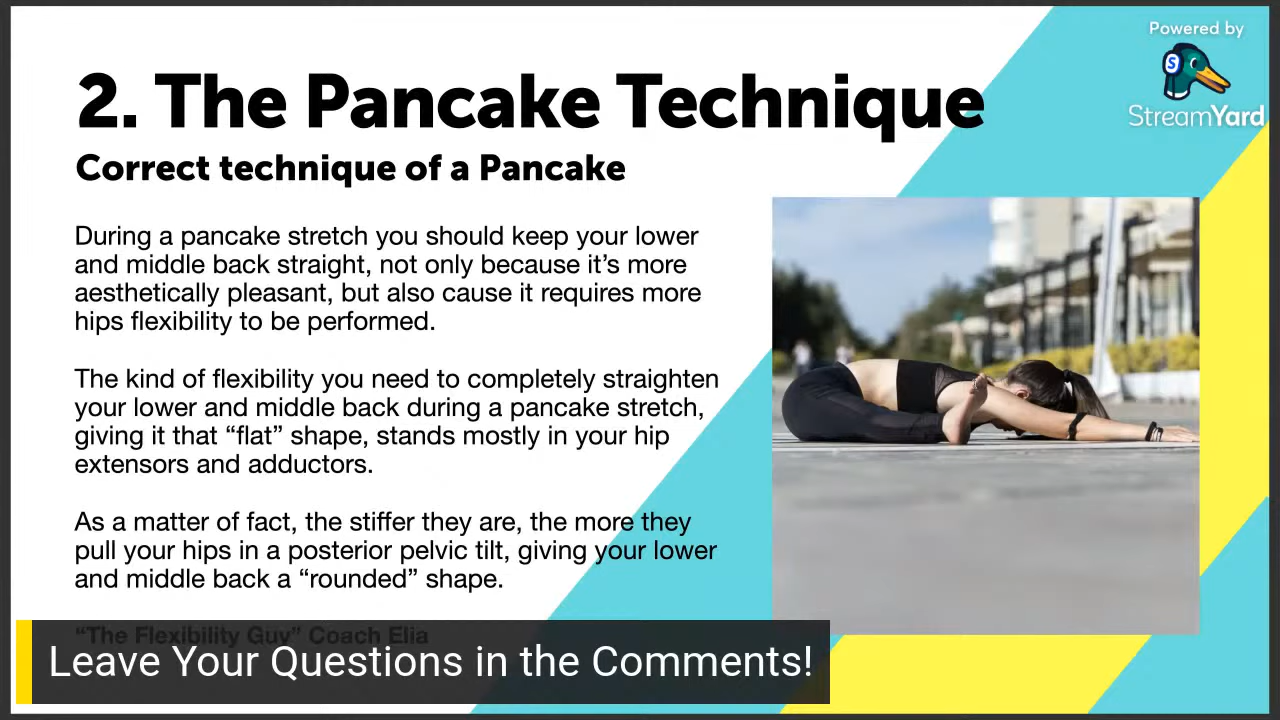 Powered by
S
StreamYard
2. The Pancake Technique
Correct technique of a Pancake
During a pancake stretch you should keep your lower
and middle back straight, not only because it’s more
aesthetically pleasant, but also cause it requires more
hips flexibility to be performed.
The kind of flexibility you need to completely straighten
your lower and middle back during a pancake stretch,
giving it that “flat” shape, stands mostly in your hip
extensors and adductors.
As a matter of fact, the stiffer they are, the more they
pull your hips in a posterior pelvic tilt, giving your lower
and middle back a “rounded” shape.
“The Flexibility Guy” Coach Elia
Leave Your Questions in the Comments!